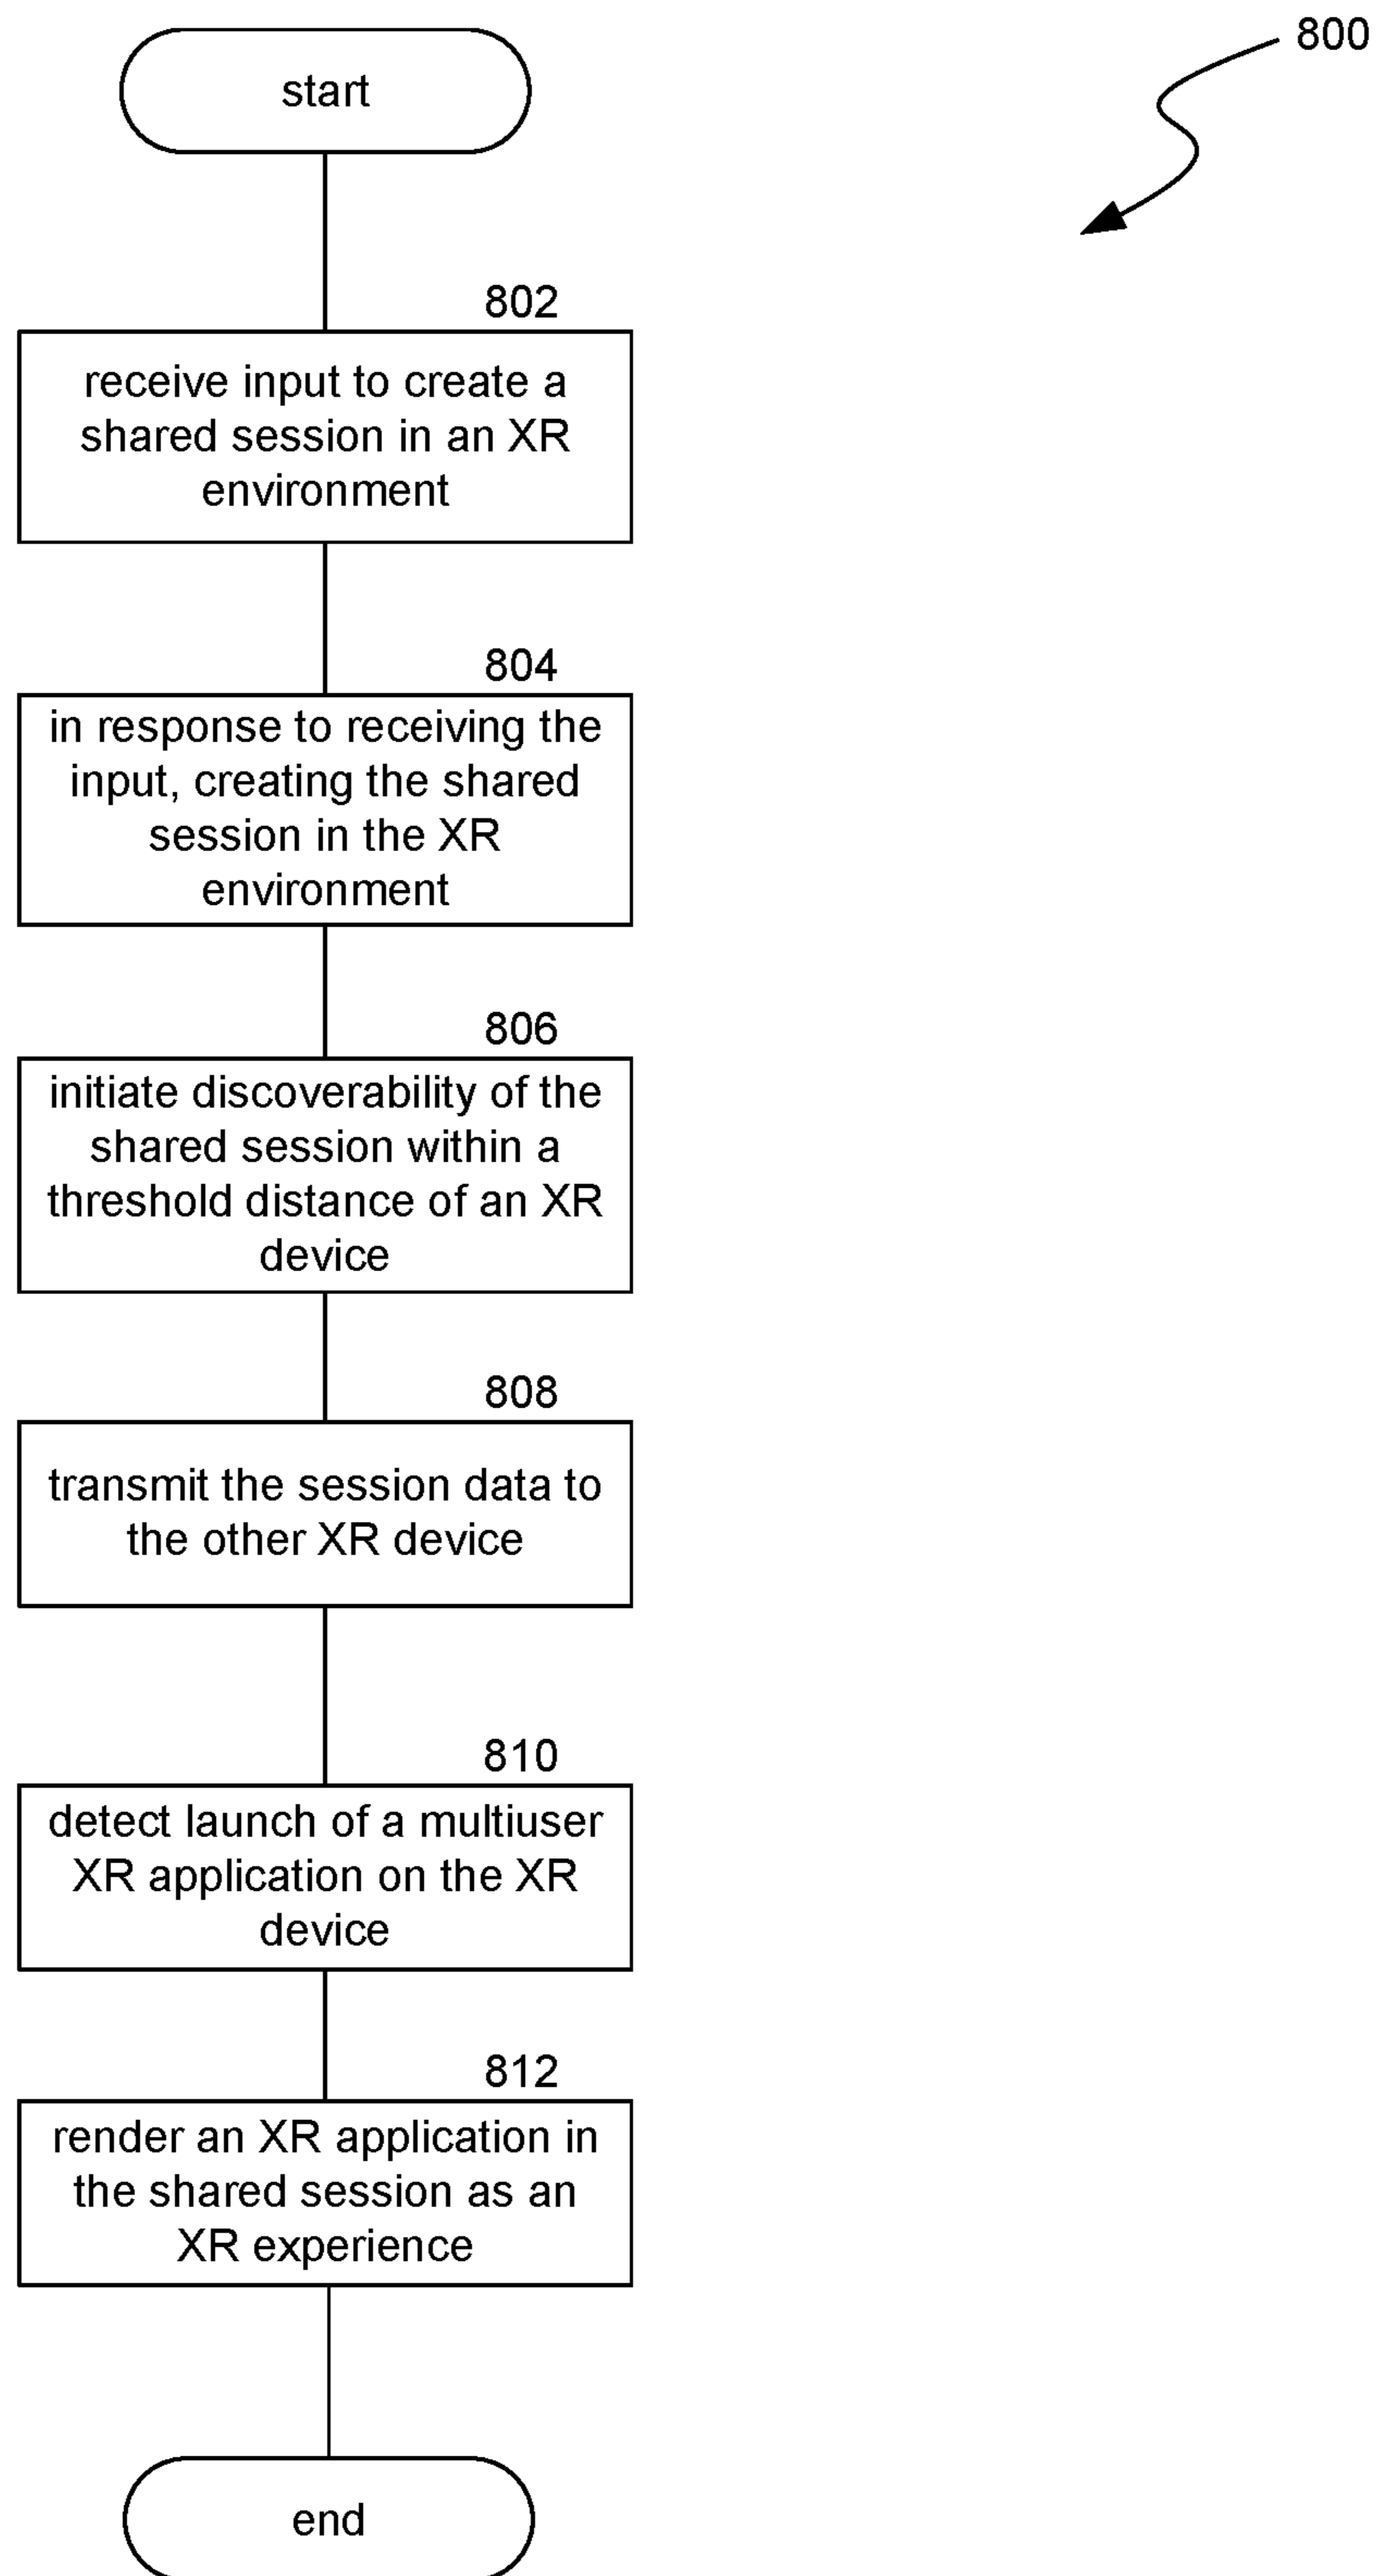 800
start
802
receive input to create a
shared session in an XR
environment
804
in response to receiving the
input, creating the shared
session in the XR
environment
806
initiate discoverability of the
shared session within a
threshold distance of an XR
device
808
transmit the session data to
the other XR device
810
detect launch of a multiuser
XR application on the XR
device
812
render an XR application in
the shared session as an
XR experience
end